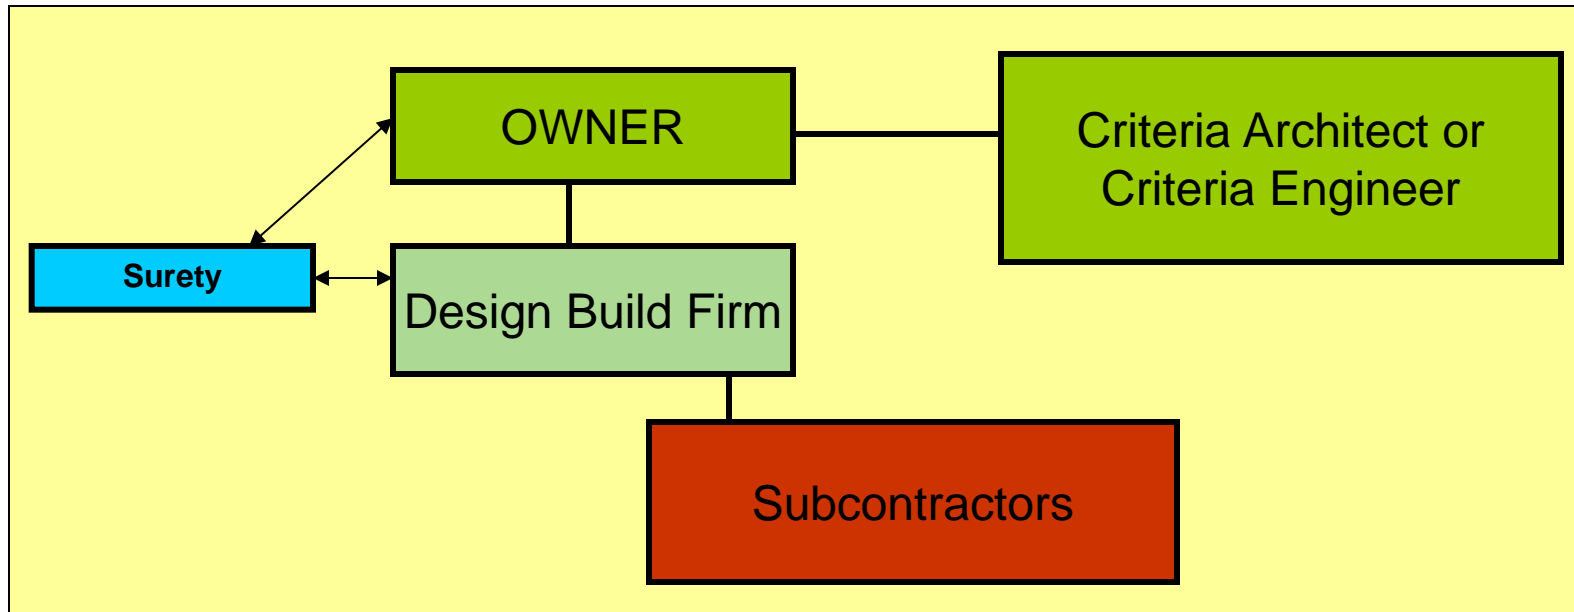 OWNER
Criteria Architect or
Criteria Engineer
Surety
Design Build Firm
Subcontractors